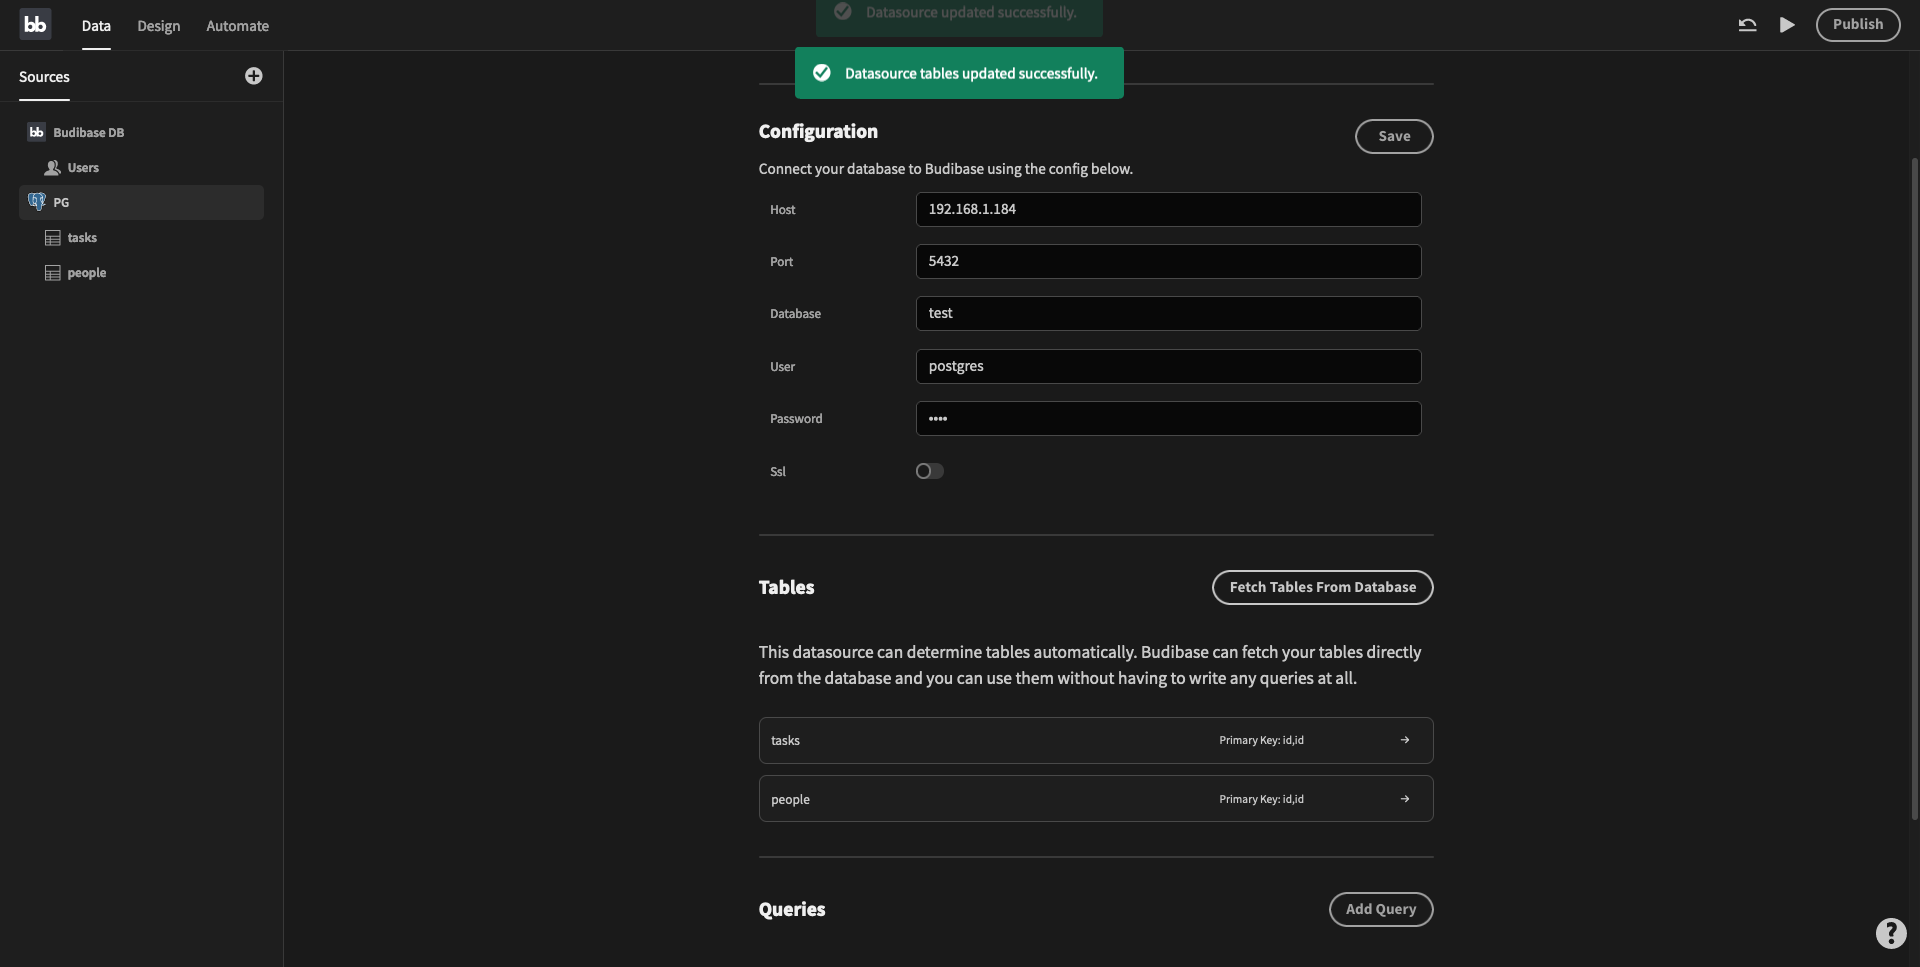 bb
Data
Design
Automate
Datasource updated successfully.
Publish
Datasource tables updated successfully.
Sources
bb
Budibase DB
Users
PG
tasks
people
Configuration
Save
Connect your database to Budibase using the config below.
Host
192.168.1.184
Port
5432
Database
test
User
postgres
Password
••••
Ssl
Tables
Fetch Tables From Database
This datasource can determine tables automatically. Budibase can fetch your tables directly
from the database and you can use them without having to write any queries at all.
tasks
Primary Key: id,id
people
Primary Key: id,id
Queries
Add Query
?